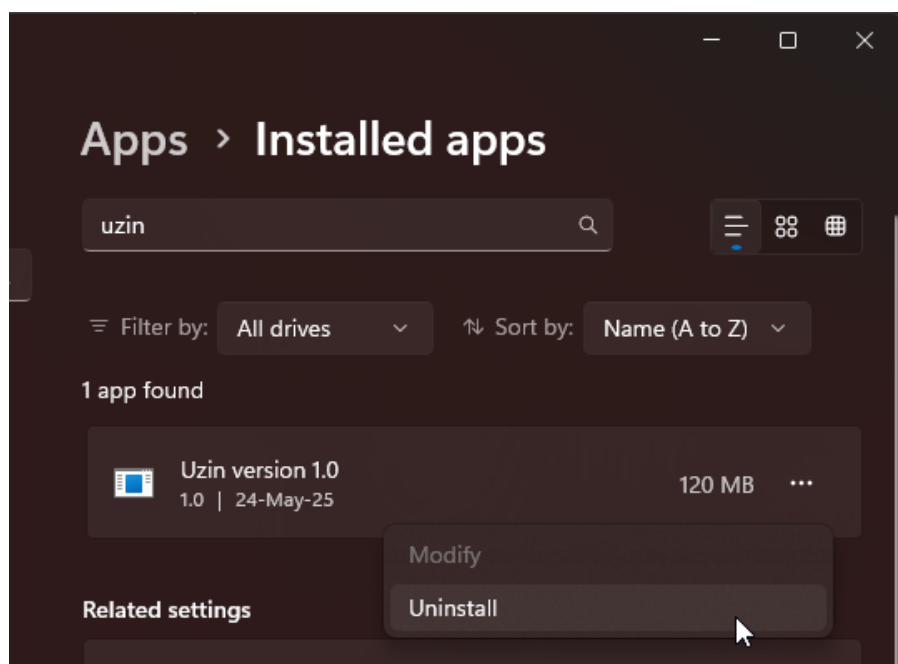 Apps > Installed apps
uzin
Filter by: All drives Sort by: Name (A to Z)
1 app found
Uzin version 1.0
1.0 | 24-May-25
120 MB
Modify
Uninstall
Related settings